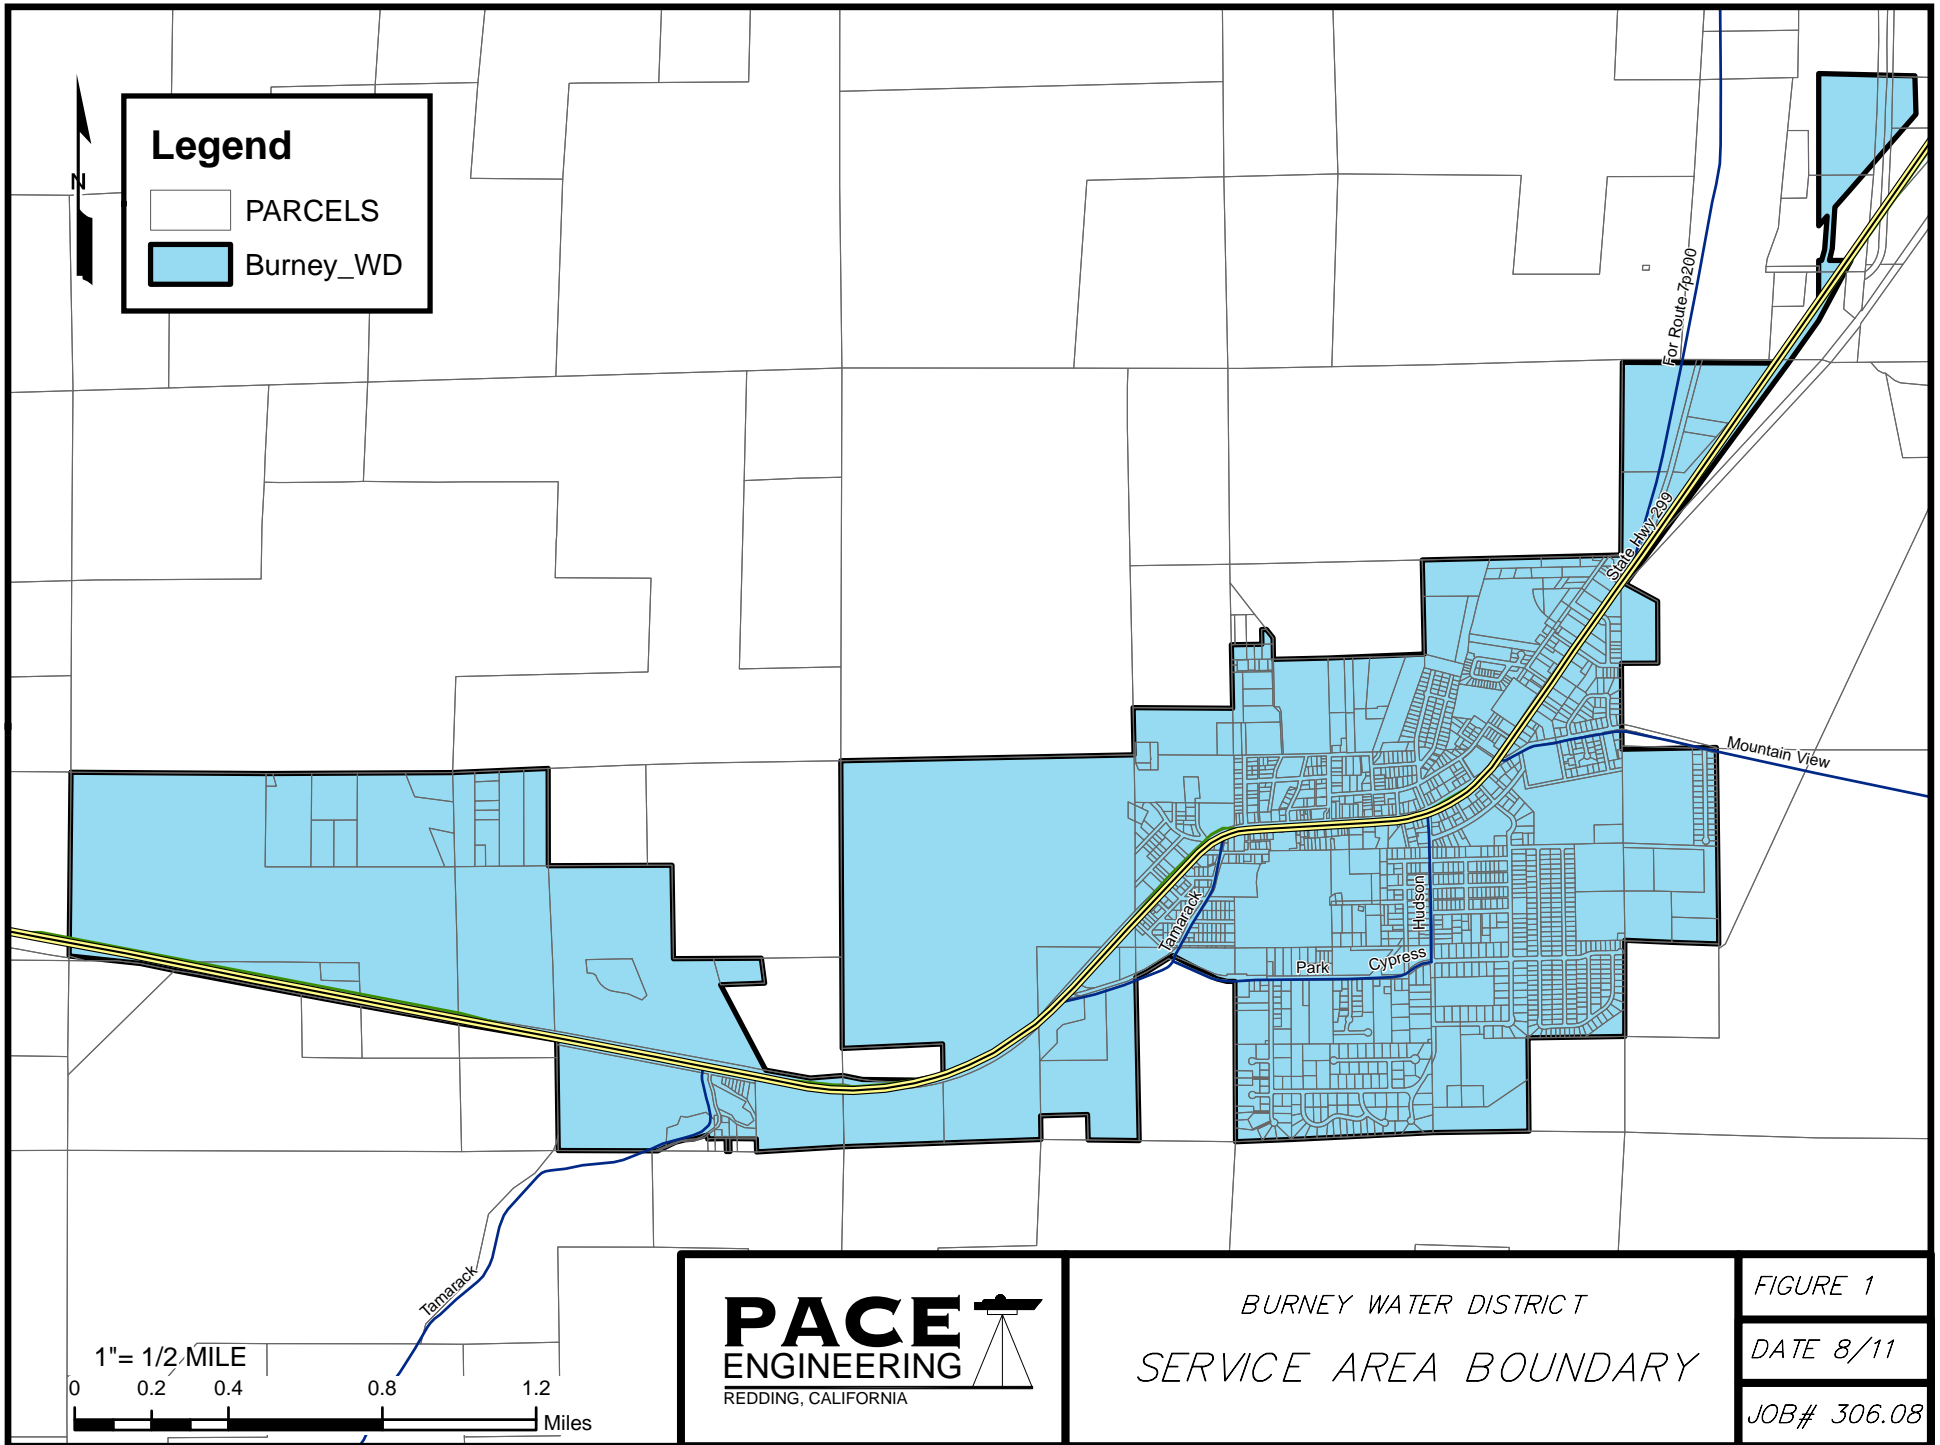 N
Legend
PARCELS
Burney_WD
For Route 7p200
State Hwy 299
Mountain View
Tamarack
Hudson
Park
Cypress
Tamarack
1"= 1/2 MILE
0 0.2 0.4 0.8 1.2
Miles
PACE
ENGINEERING
REDDING, CALIFORNIA
BURNEY WATER DISTRICT
SERVICE AREA BOUNDARY
FIGURE 1
DATE 8/11
JOB# 306.08